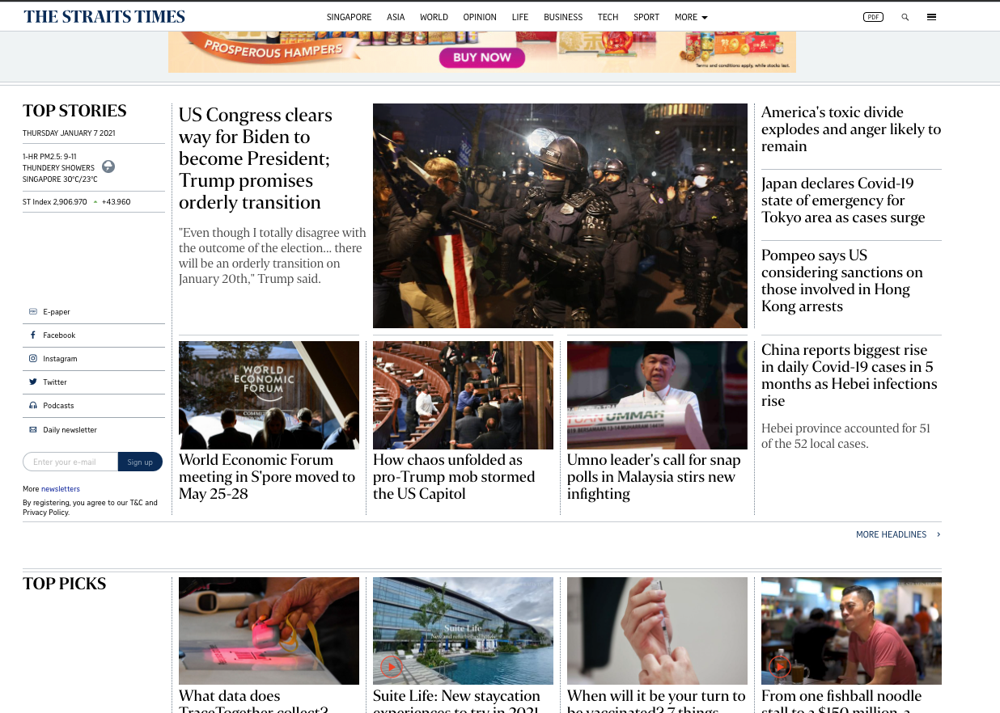 THE STRAITS TIMES
SINGAPORE ASIA WORLD OPINION LIFE BUSINESS TECH SPORT MORE
PDF
PROSPEROUS HAMPERS
BUY NOW
Terms and conditions apply, while stocks last.
TOP STORIES
THURSDAY JANUARY 7 2021
1-HR PM2.5: 9-11
THUNDERY SHOWERS
SINGAPORE 30°C/23°C
ST Index 2,906.970 +43.960
E-paper
Facebook
Instagram
Twitter
Podcasts
Daily newsletter
Enter your e-mail
Sign up
More newsletters
By registering, you agree to our T&C and
Privacy Policy.
US Congress clears
way for Biden to
become President;
Trump promises
orderly transition
"Even though I totally disagree with
the outcome of the election... there
will be an orderly transition on
January 20th," Trump said.
America's toxic divide
explodes and anger likely to
remain
Japan declares Covid-19
state of emergency for
Tokyo area as cases surge
Pompeo says US
considering sanctions on
those involved in Hong
Kong arrests
WORLD
ECONOMIC
FORUM
World Economic Forum
meeting in S'pore moved to
May 25-28
How chaos unfolded as
pro-Trump mob stormed
the US Capitol
UMMAH
Umno leader's call for snap
polls in Malaysia stirs new
infighting
China reports biggest rise
in daily Covid-19 cases in 5
months as Hebei infections
rise
Hebei province accounted for 51
of the 52 local cases.
MORE HEADLINES
TOP PICKS
What data does
TraceTogether collect?
Suite Life
New and refurbished hotels
Suite Life: New staycation
experiences to try in 2021
When will it be your turn to
be vaccinated? 7 things
From one fishball noodle
stall to a $150 million, a